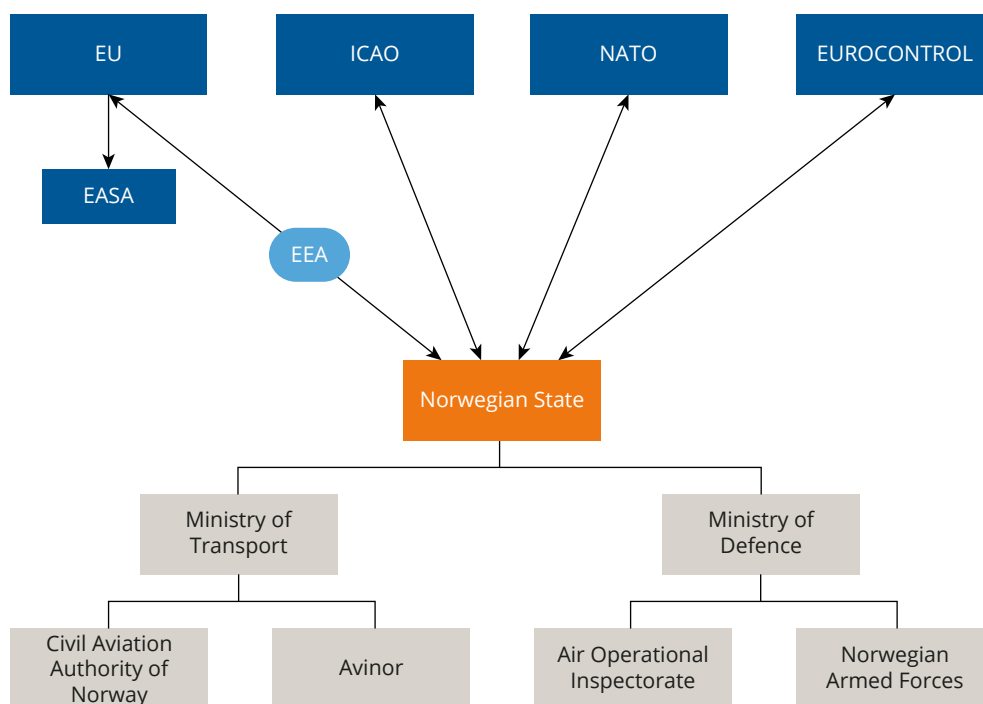 EU
ICAO
NATO
EUROCONTROL
EASA
EEA
Norwegian State
Ministry of
Transport
Ministry of
Defence
Civil Aviation
Authority of
Norway
Avinor
Air Operational
Inspectorate
Norwegian
Armed Forces